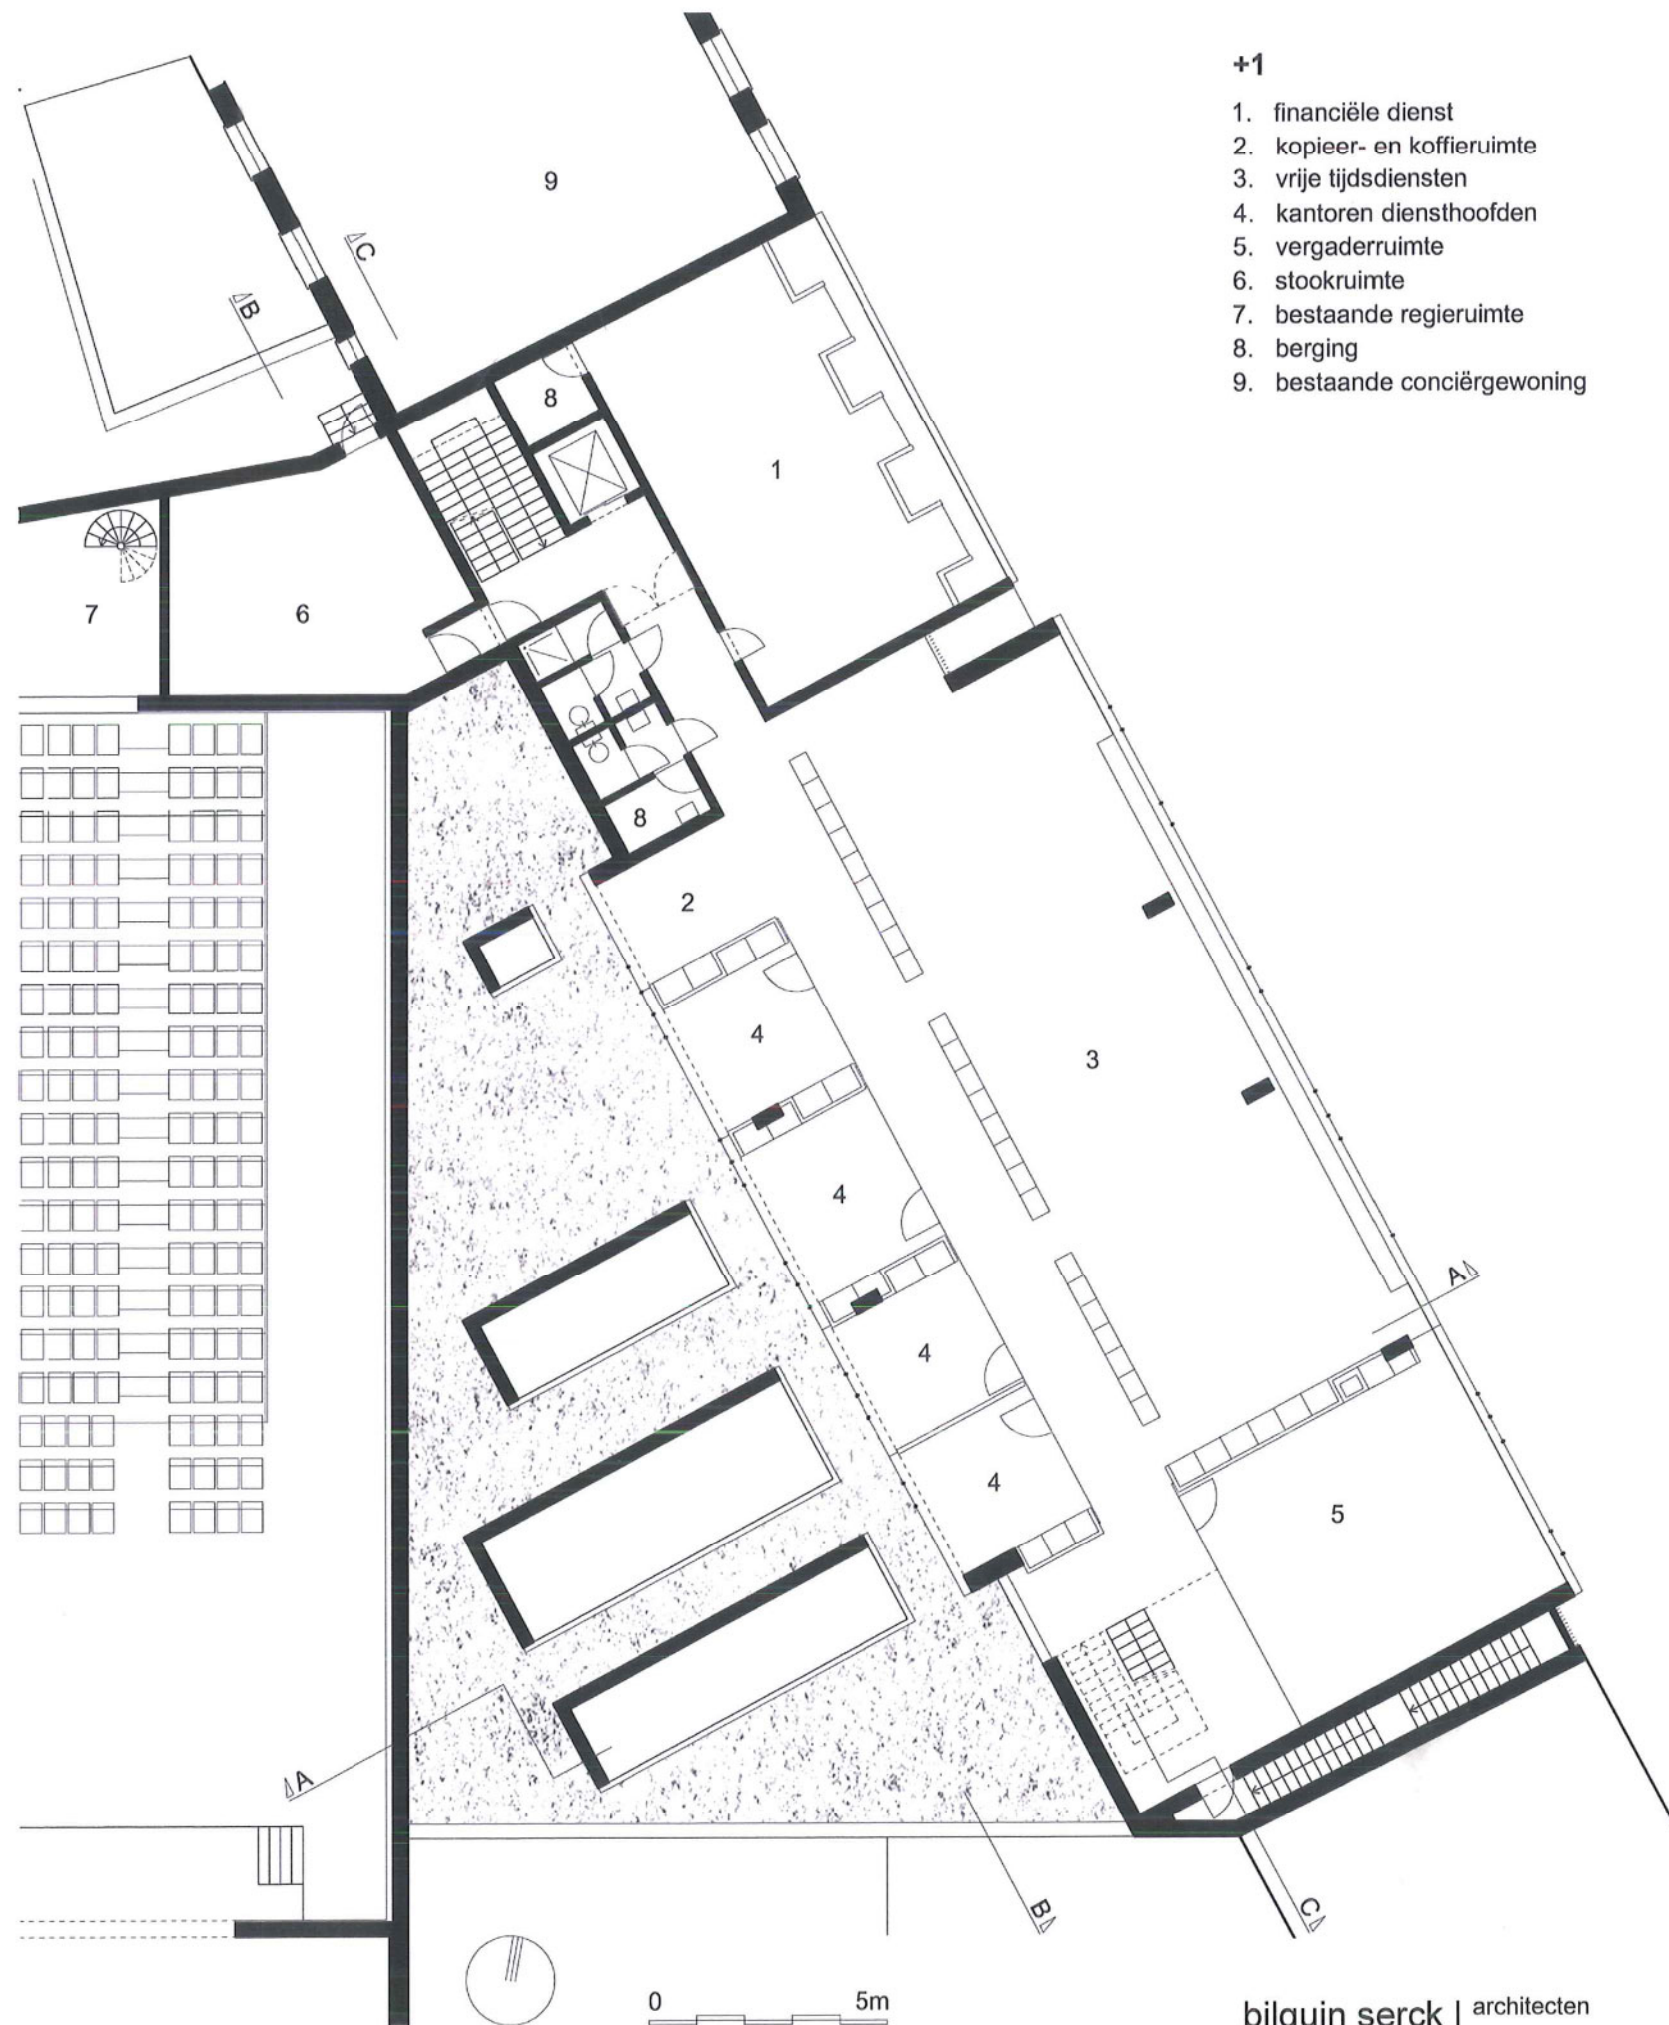 +1
1. financiële dienst
2. kopieer- en koffieruimte
3. vrije tijdsdiensten
4. kantoren diensthoofden
5. vergaderruimte
6. stookruimte
7. bestaande regieruimte
8. berging
9. bestaande conciërgewoning
9
C
B
8
1
7
6
8
2
4
3
4
4
A
4
5
A
B
C
0 5m
bilquin serck | architecten